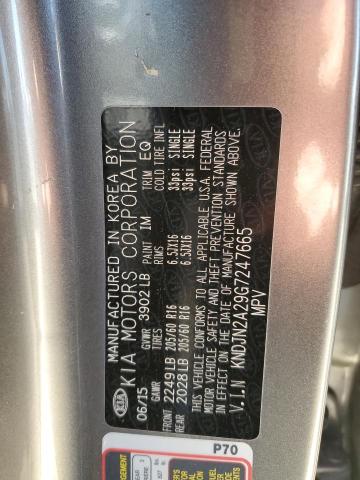 MANUFACTURED IN KOREA BY
KIA KIA MOTORS CORPORATION
06/15 GVWR 3902LB PAINT IM TRIM EQ
GAWR TIRES RIMS COLD TIRE INFL
FRONT 2249LB 205/60 R16 6.5JX16 33psi SINGLE
REAR 2028LB 205/60 R16 6.5JX16 33psi SINGLE
THIS VEHICLE CONFORMS TO ALL APPLICABLE U.S.A. FEDERAL
MOTOR VEHICLE SAFETY AND THEFT PREVENTION STANDARDS
IN EFFECT ON THE DATE OF MANUFACTURE SHOWN ABOVE.
V.I.N KNDJN2A29G7247665
MPV
P70